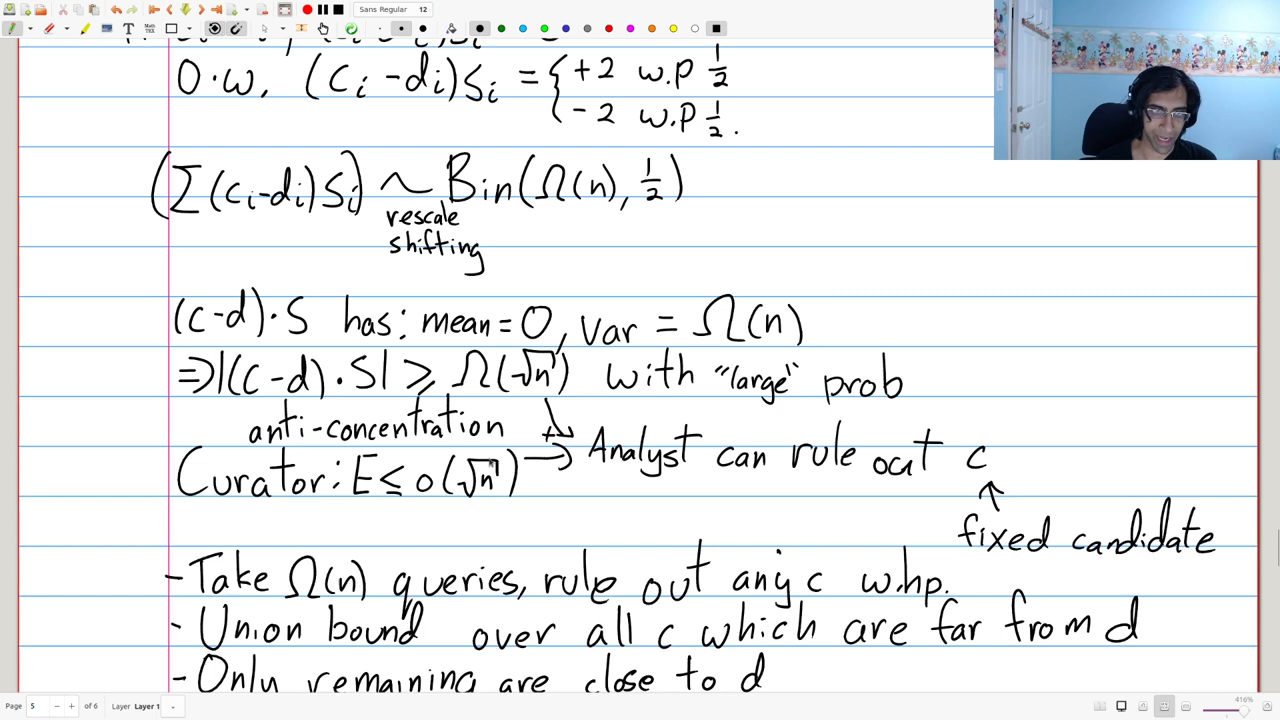 Sans Regular 12
O.w, (ci-di)si = { +2 w.p 1/2
-2 w.p 1/2.
(Σ(ci-di)si) ~ Bin(Ω(n), 1/2)
rescale
shifting
(c-d)·S has: mean=0, var = Ω(n)
⇒|(c-d)·S| ≥ Ω(√n) with "large" prob
anti-concentration
Curator: E ≤ o(√n) → Analyst can rule out c
fixed candidate
- Take Ω(n) queries, rule out any c w.hp.
- Union bound over all c which are far from d
- Only remaining are close to d
Page 5 of 6 Layer Layer 1
416%